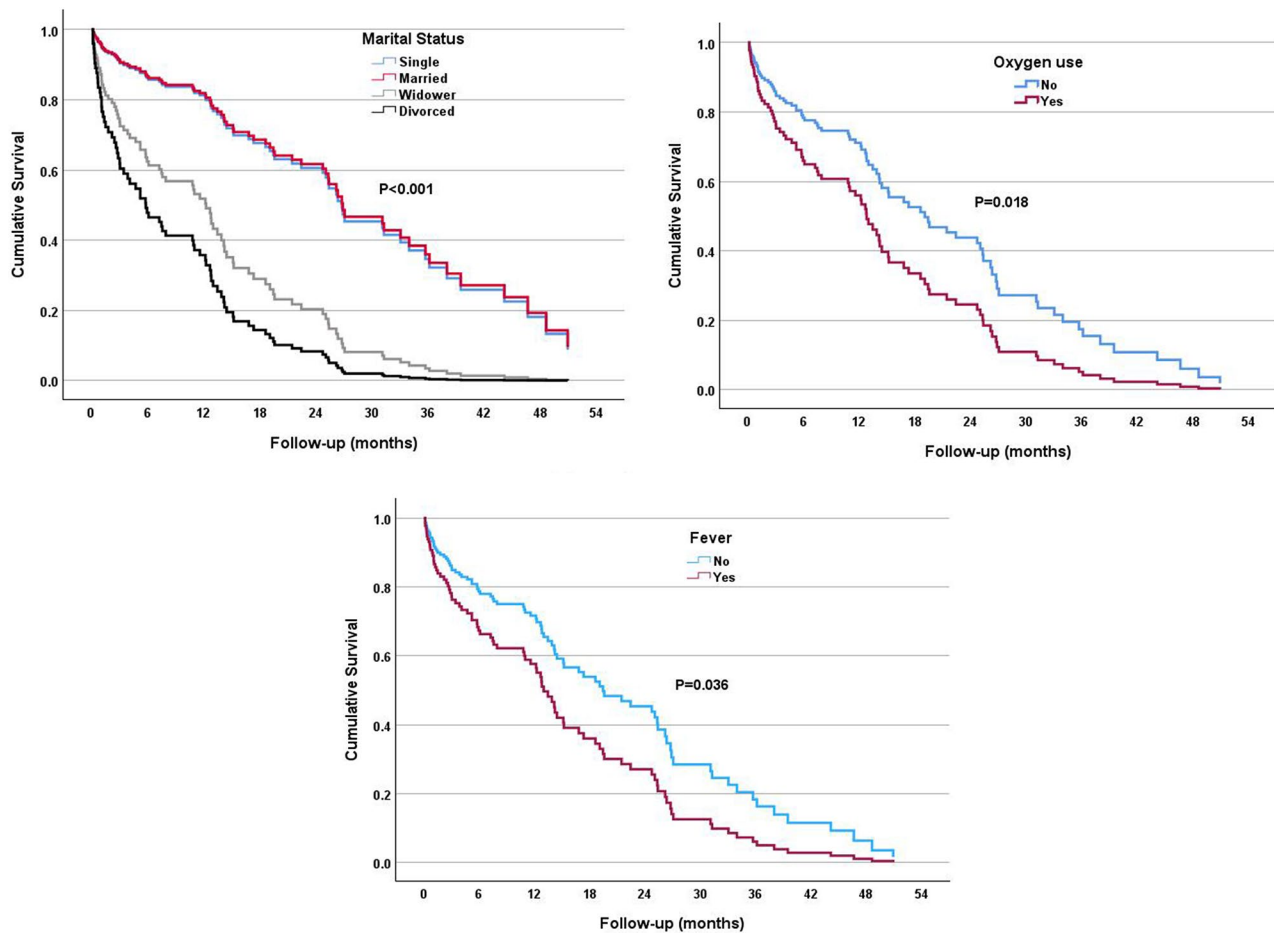 Marital Status
Single
Married
Widower
Divorced
P<0.001
Cumulative Survival
1.0
0.8
0.6
0.4
0.2
0.0
0 6 12 18 24 30 36 42 48 54
Follow-up (months)
Oxygen use
No
Yes
P=0.018
Cumulative Survival
1.0
0.8
0.6
0.4
0.2
0.0
0 6 12 18 24 30 36 42 48 54
Follow-up (months)
Fever
No
Yes
P=0.036
Cumulative Survival
1.0
0.8
0.6
0.4
0.2
0.0
0 6 12 18 24 30 36 42 48 54
Follow-up (months)